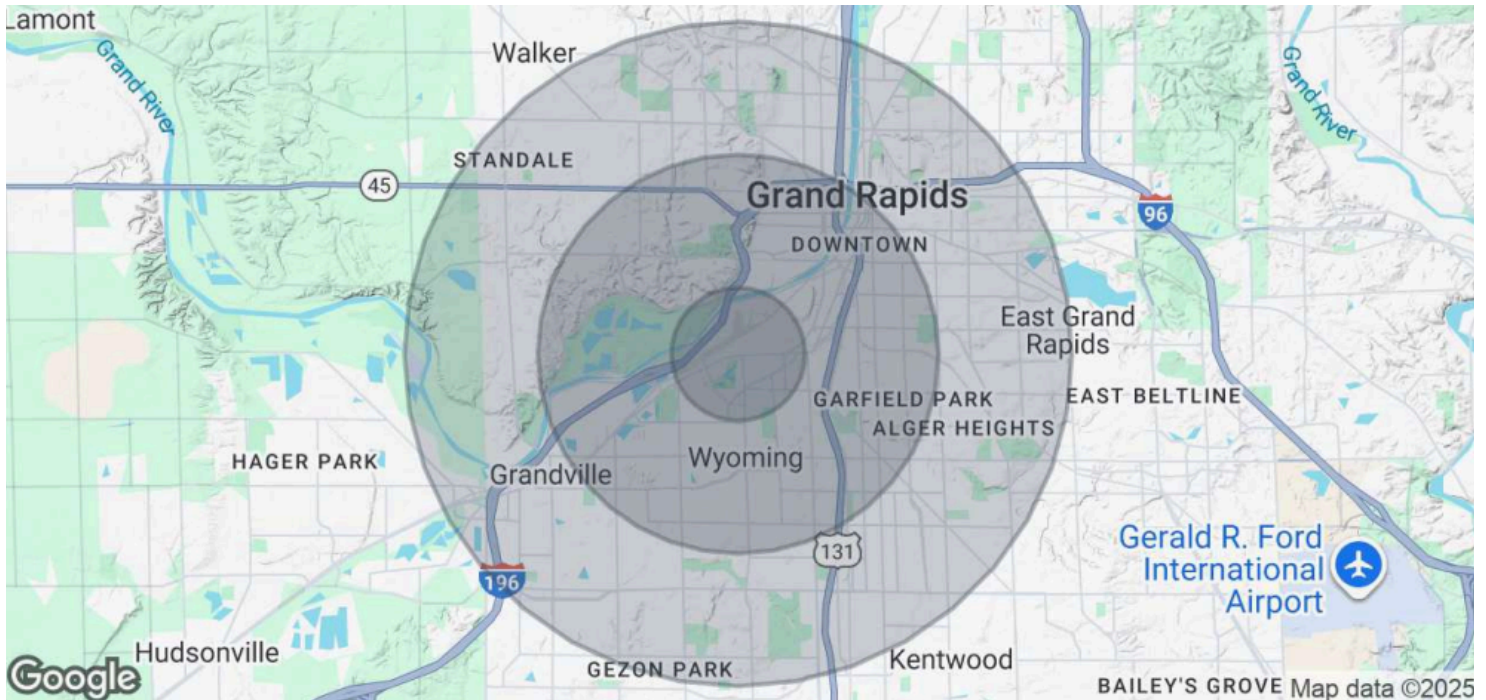 Lamont
Grand River
Walker
Grand River
STANDALE
45
Grand Rapids
96
DOWNTOWN
East Grand
Rapids
EAST BELTLINE
GARFIELD PARK
ALGER HEIGHTS
HAGER PARK
Wyoming
Grandville
131
Gerald R. Ford
International
Airport
196
Hudsonville
GEZON PARK
Kentwood
Google
BAILEY'S GROVE
Map data ©2025